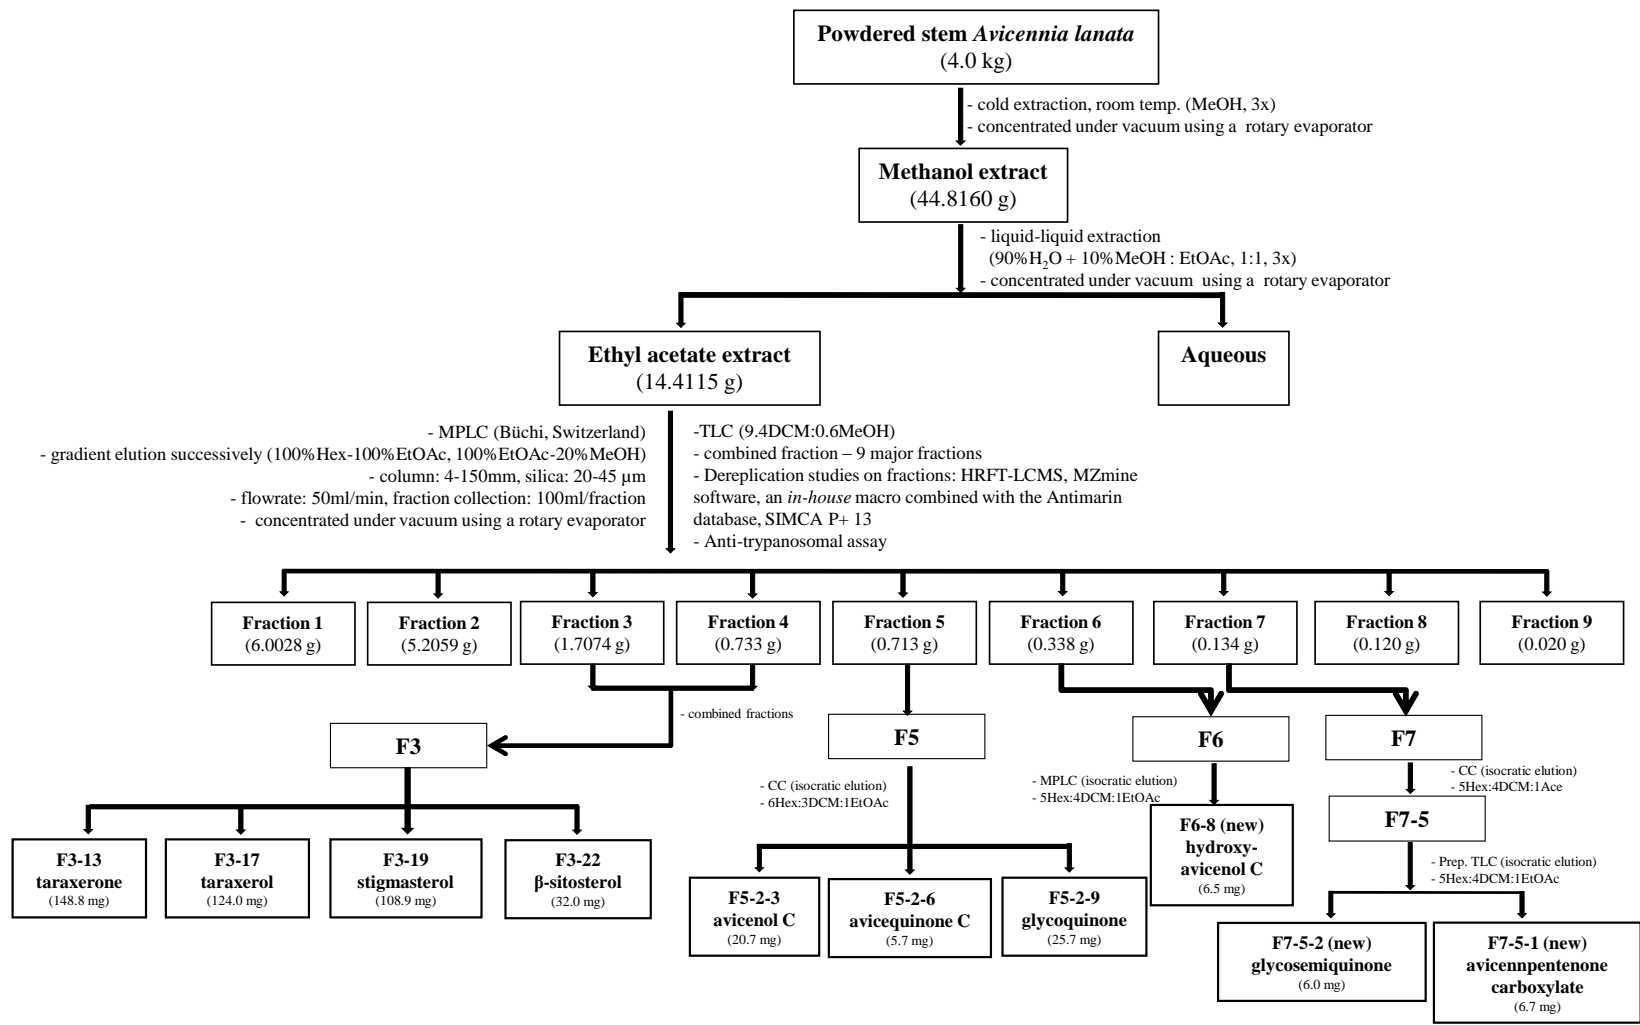 Powdered stem Avicennia lanata
(4.0 kg)
- cold extraction, room temp. (MeOH, 3x)
- concentrated under vacuum using a rotary evaporator
Methanol extract
(44.8160 g)
- liquid-liquid extraction
(90%H₂O + 10%MeOH : EtOAc, 1:1, 3x)
- concentrated under vacuum using a rotary evaporator
Ethyl acetate extract
(14.4115 g)
Aqueous
- MPLC (Büchi, Switzerland)
- gradient elution successively (100%Hex-100%EtOAc, 100%EtOAc-20%MeOH)
- column: 4-150mm, silica: 20-45 µm
- flowrate: 50ml/min, fraction collection: 100ml/fraction
- concentrated under vacuum using a rotary evaporator
-TLC (9.4DCM:0.6MeOH)
- combined fraction – 9 major fractions
- Dereplication studies on fractions: HRFT-LCMS, MZmine
software, an in-house macro combined with the Antimarin
database, SIMCA P+ 13
- Anti-trypanosomal assay
Fraction 1
(6.0028 g)
Fraction 2
(5.2059 g)
Fraction 3
(1.7074 g)
Fraction 4
(0.733 g)
Fraction 5
(0.713 g)
Fraction 6
(0.338 g)
Fraction 7
(0.134 g)
Fraction 8
(0.120 g)
Fraction 9
(0.020 g)
- combined fractions
F3
F5
F6
F7
- CC (isocratic elution)
- 6Hex:3DCM:1EtOAc
- MPLC (isocratic elution)
- 5Hex:4DCM:1EtOAc
- CC (isocratic elution)
- 5Hex:4DCM:1Ace
F7-5
- Prep. TLC (isocratic elution)
- 5Hex:4DCM:1EtOAc
F3-13
taraxerone
(148.8 mg)
F3-17
taraxerol
(124.0 mg)
F3-19
stigmasterol
(108.9 mg)
F3-22
β-sitosterol
(32.0 mg)
F5-2-3
avicenol C
(20.7 mg)
F5-2-6
avicequinone C
(5.7 mg)
F5-2-9
glycoquinone
(25.7 mg)
F6-8 (new)
hydroxy-
avicenol C
(6.5 mg)
F7-5-2 (new)
glycosemiquinone
(6.0 mg)
F7-5-1 (new)
avicennpentenone
carboxylate
(6.7 mg)